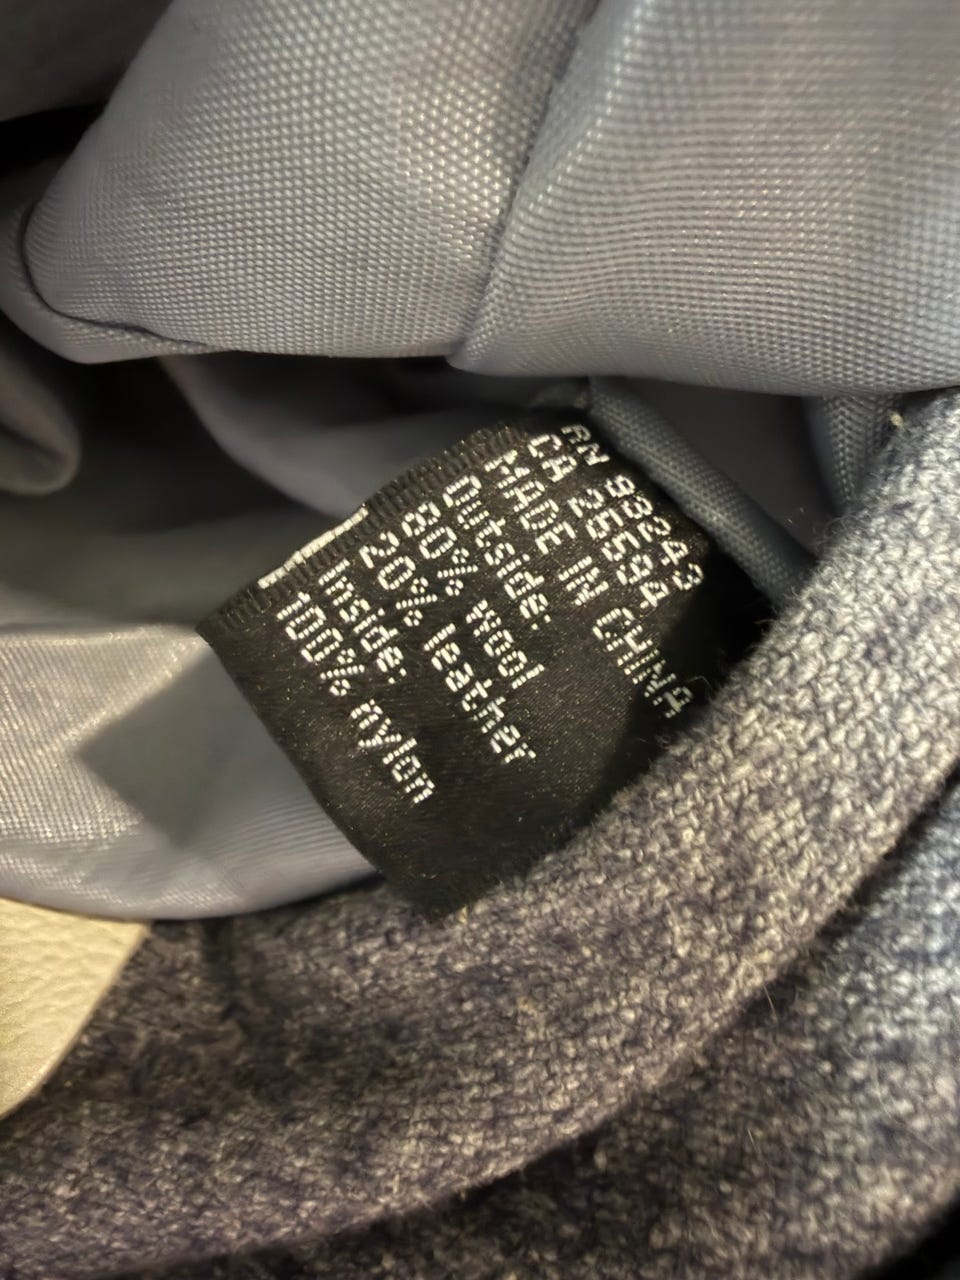 RN 93243
CA 25594
MADE IN CHINA
Outside:
80% Wool
20% leather
Inside:
100% nylon